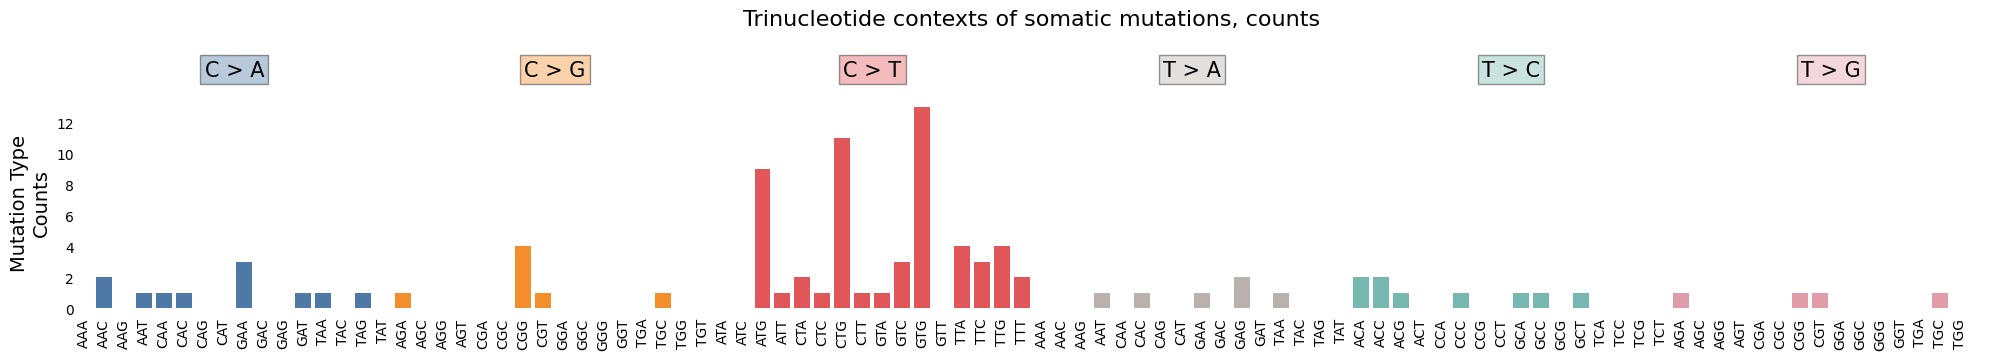 Trinucleotide contexts of somatic mutations, counts
C > A
C > G
C > T
T > A
T > C
T > G
Mutation Type
Counts
12
10
8
6
4
2
0
AAA AAC AAG AAT CAA CAC CAG CAT GAA GAC GAG GAT TAA TAC TAG TAT AGA AGC AGG AGT CGA CGC CGG CGT GGA GGC GGG GGT TGA TGC TGG TGT ATA ATC ATG ATT CTA CTC CTG CTT GTA GTC GTG GTT TTA TTC TTG TTT AAA AAC AAG AAT CAA CAC CAG CAT GAA GAC GAG GAT TAA TAC TAG TAT ACA ACC ACG ACT CCA CCC CCG CCT GCA GCC GCG GCT TCA TCC TCG TCT AGA AGC AGG AGT CGA CGC CGG CGT GGA GGC GGG GGT TGA TGC TGG